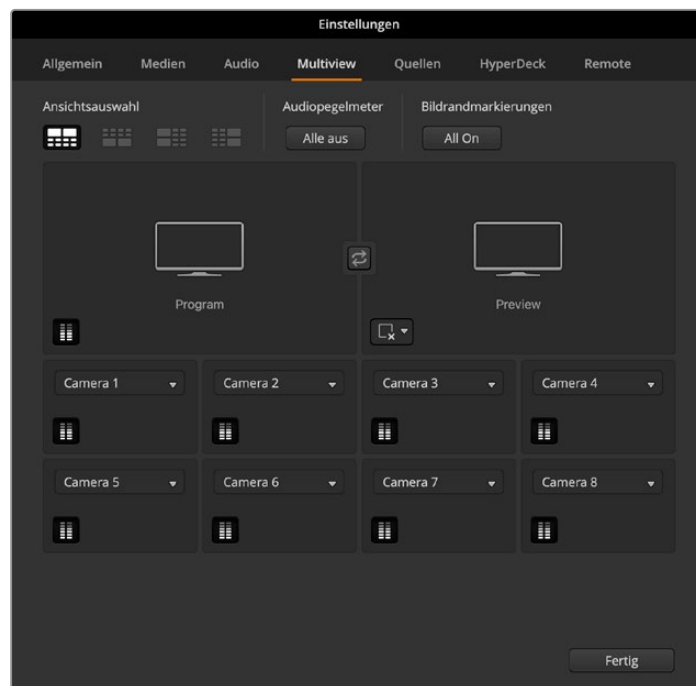 Einstellungen
Allgemein Medien Audio Multiview Quellen HyperDeck Remote
Ansichtsauswahl Audiopegelmeter Bildrandmarkierungen
Alle aus All On
Program Preview
Camera 1 Camera 2 Camera 3 Camera 4
Camera 5 Camera 6 Camera 7 Camera 8
Fertig